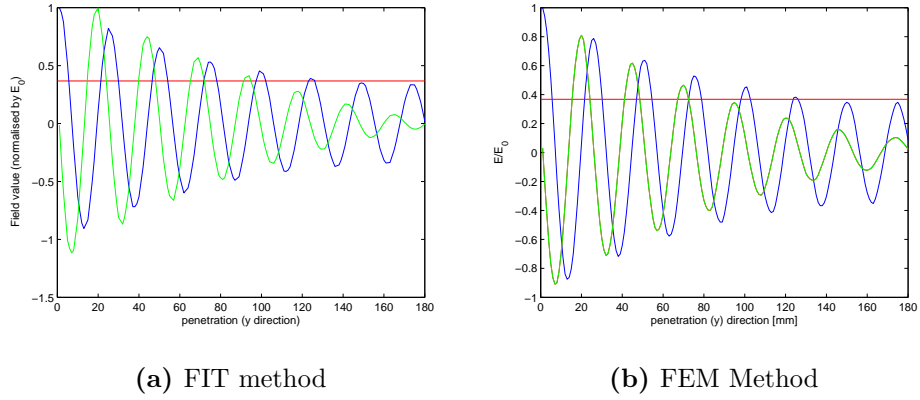 1
0.5
0
−0.5
−1
−1.5
Field value (normalised by E₀)
0 20 40 60 80 100 120 140 160 180
penetration (y direction)
(a) FIT method
1
0.8
0.6
0.4
0.2
0
−0.2
−0.4
−0.6
−0.8
−1
E/E₀
0 20 40 60 80 100 120 140 160 180
penetration (y) direction [mm]
(b) FEM Method